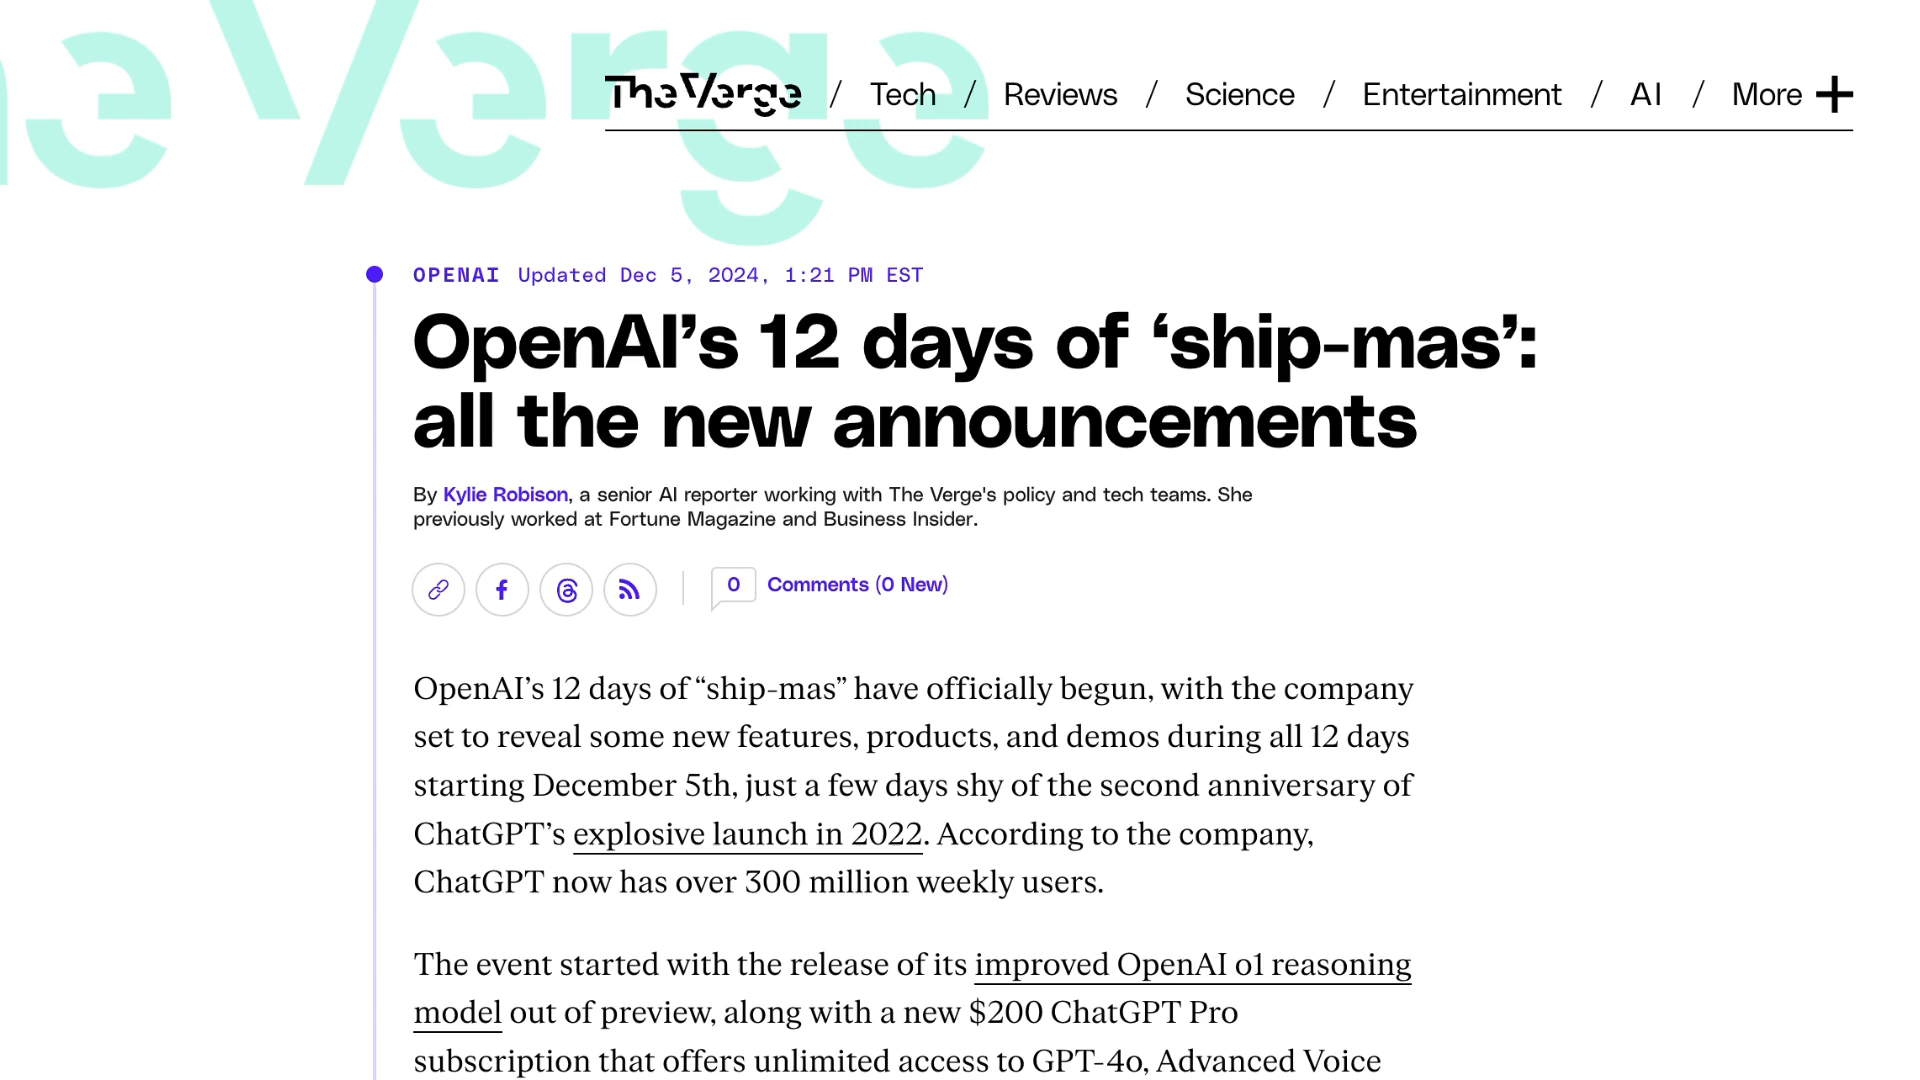 The Verge
The Verge / Tech / Reviews / Science / Entertainment / AI / More +
OPENAI Updated Dec 5, 2024, 1:21 PM EST
OpenAI’s 12 days of ‘ship-mas’:
all the new announcements
By Kylie Robison, a senior AI reporter working with The Verge's policy and tech teams. She
previously worked at Fortune Magazine and Business Insider.
0 Comments (0 New)
OpenAI’s 12 days of “ship-mas” have officially begun, with the company
set to reveal some new features, products, and demos during all 12 days
starting December 5th, just a few days shy of the second anniversary of
ChatGPT’s explosive launch in 2022. According to the company,
ChatGPT now has over 300 million weekly users.
The event started with the release of its improved OpenAI o1 reasoning
model out of preview, along with a new $200 ChatGPT Pro
subscription that offers unlimited access to GPT-4o, Advanced Voice